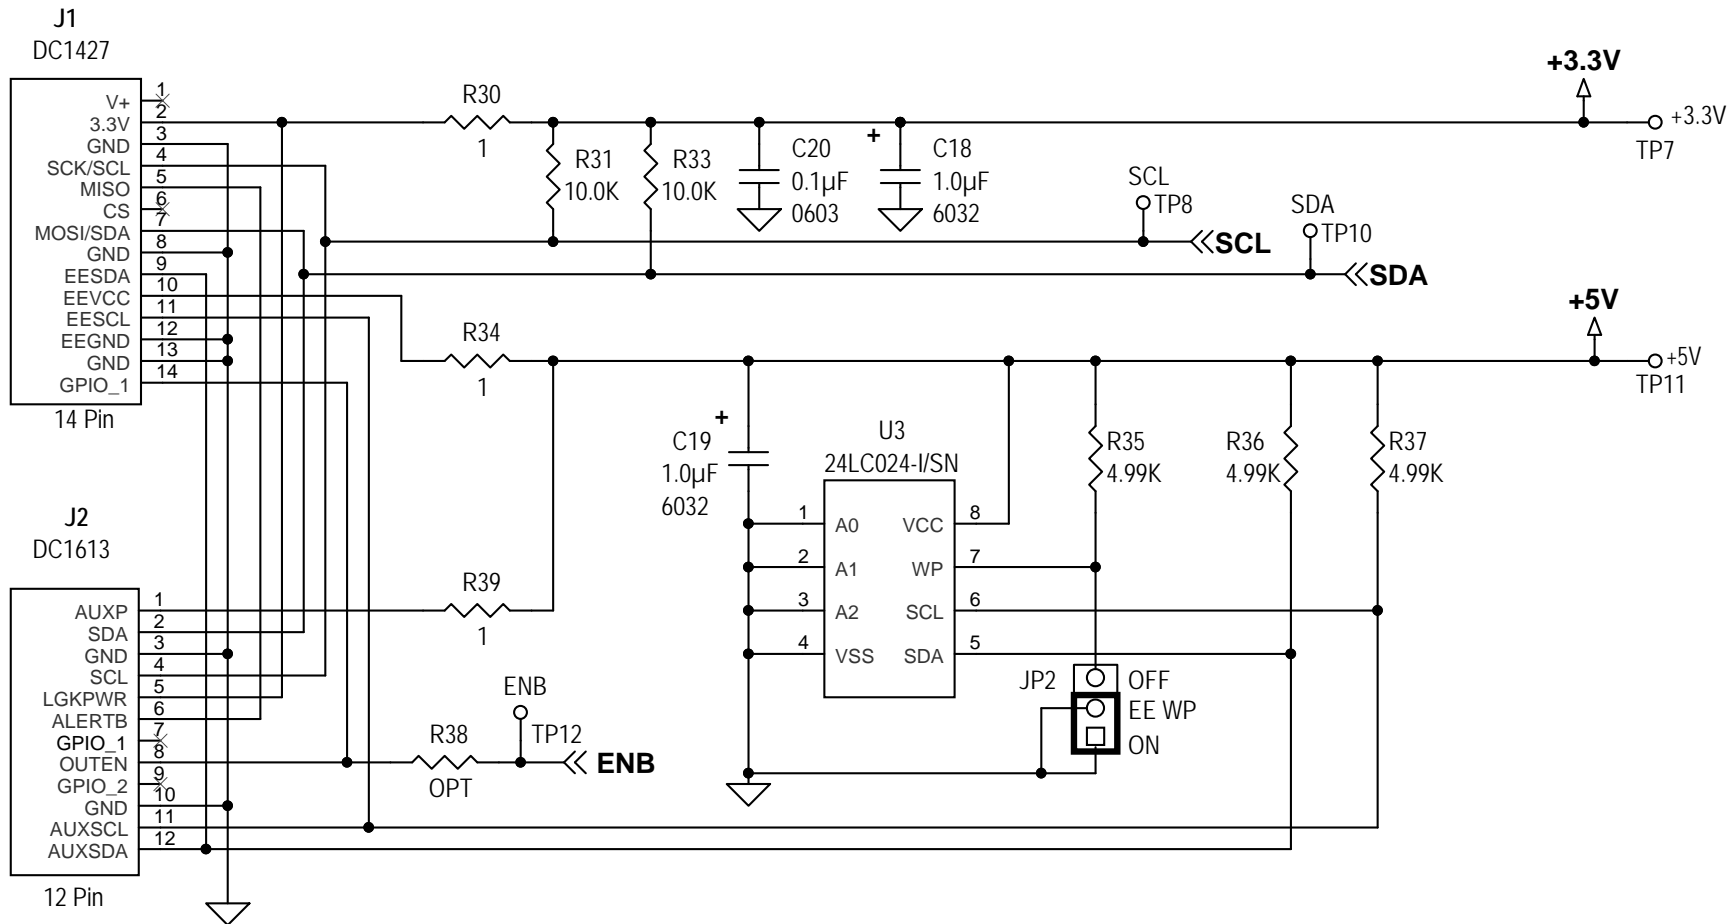 J1
DC1427
V+ 1
3.3V 2
GND 3
SCK/SCL 4
MISO 5
CS 6
MOSI/SDA 7
GND 8
EESDA 9
EEVCC 10
EESCL 11
EEGND 12
GND 13
GPIO_1 14
14 Pin
R30
1
R31
10.0K
R33
10.0K
C20
0.1µF
0603
+
C18
1.0µF
6032
+3.3V
+3.3V
TP7
SCL
TP8
SCL
SDA
TP10
SDA
+5V
+5V
TP11
R34
1
+
C19
1.0µF
6032
U3
24LC024-I/SN
1 A0 VCC 8
2 A1 WP 7
3 A2 SCL 6
4 VSS SDA 5
R35
4.99K
R36
4.99K
R37
4.99K
J2
DC1613
AUXP 1
SDA 2
GND 3
SCL 4
LGKPWR 5
ALERTB 6
GPIO_1 7
OUTEN 8
GPIO_2 9
GND 10
AUXSCL 11
AUXSDA 12
12 Pin
R39
1
ENB
TP12
R38
OPT
ENB
JP2
OFF
EE WP
ON